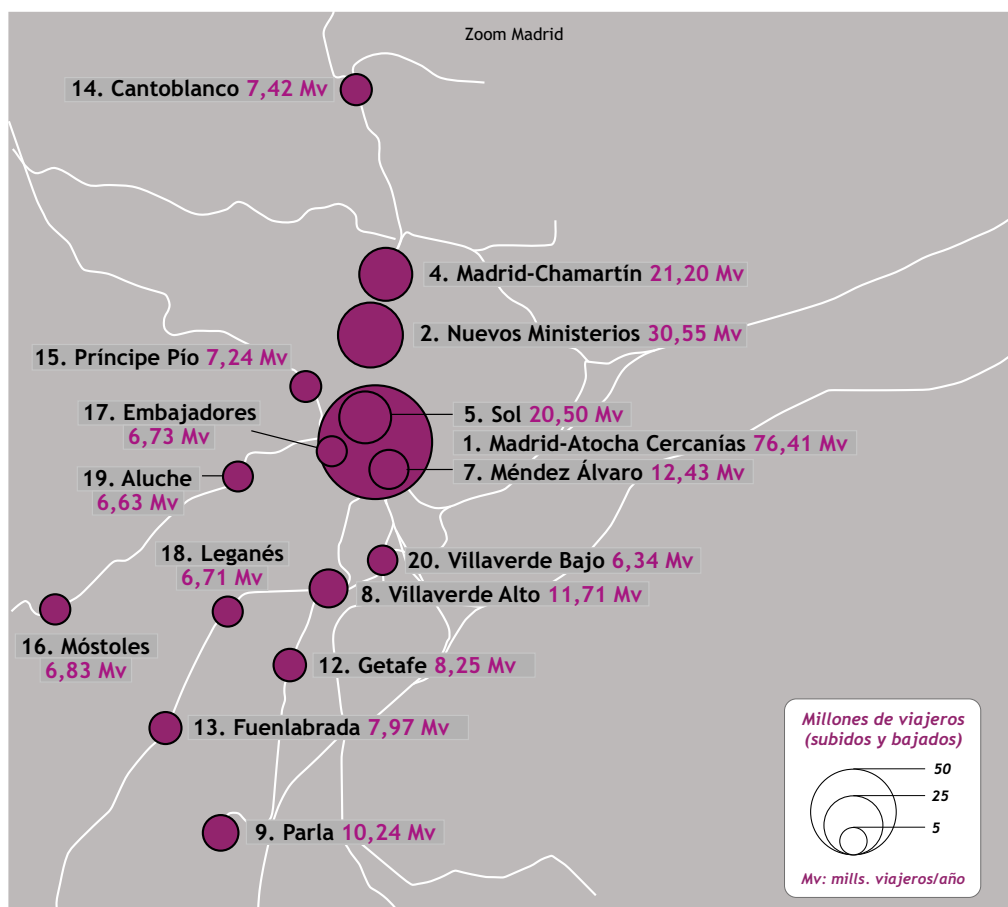 Zoom Madrid
14. Cantoblanco 7,42 Mv
4. Madrid-Chamartín 21,20 Mv
2. Nuevos Ministerios 30,55 Mv
15. Príncipe Pío 7,24 Mv
17. Embajadores
6,73 Mv
5. Sol 20,50 Mv
1. Madrid-Atocha Cercanías 76,41 Mv
7. Méndez Álvaro 12,43 Mv
19. Aluche
6,63 Mv
18. Leganés
6,71 Mv
20. Villaverde Bajo 6,34 Mv
8. Villaverde Alto 11,71 Mv
16. Móstoles
6,83 Mv
12. Getafe 8,25 Mv
13. Fuenlabrada 7,97 Mv
9. Parla 10,24 Mv
Millones de viajeros
(subidos y bajados)
50
25
5
Mv: mills. viajeros/año